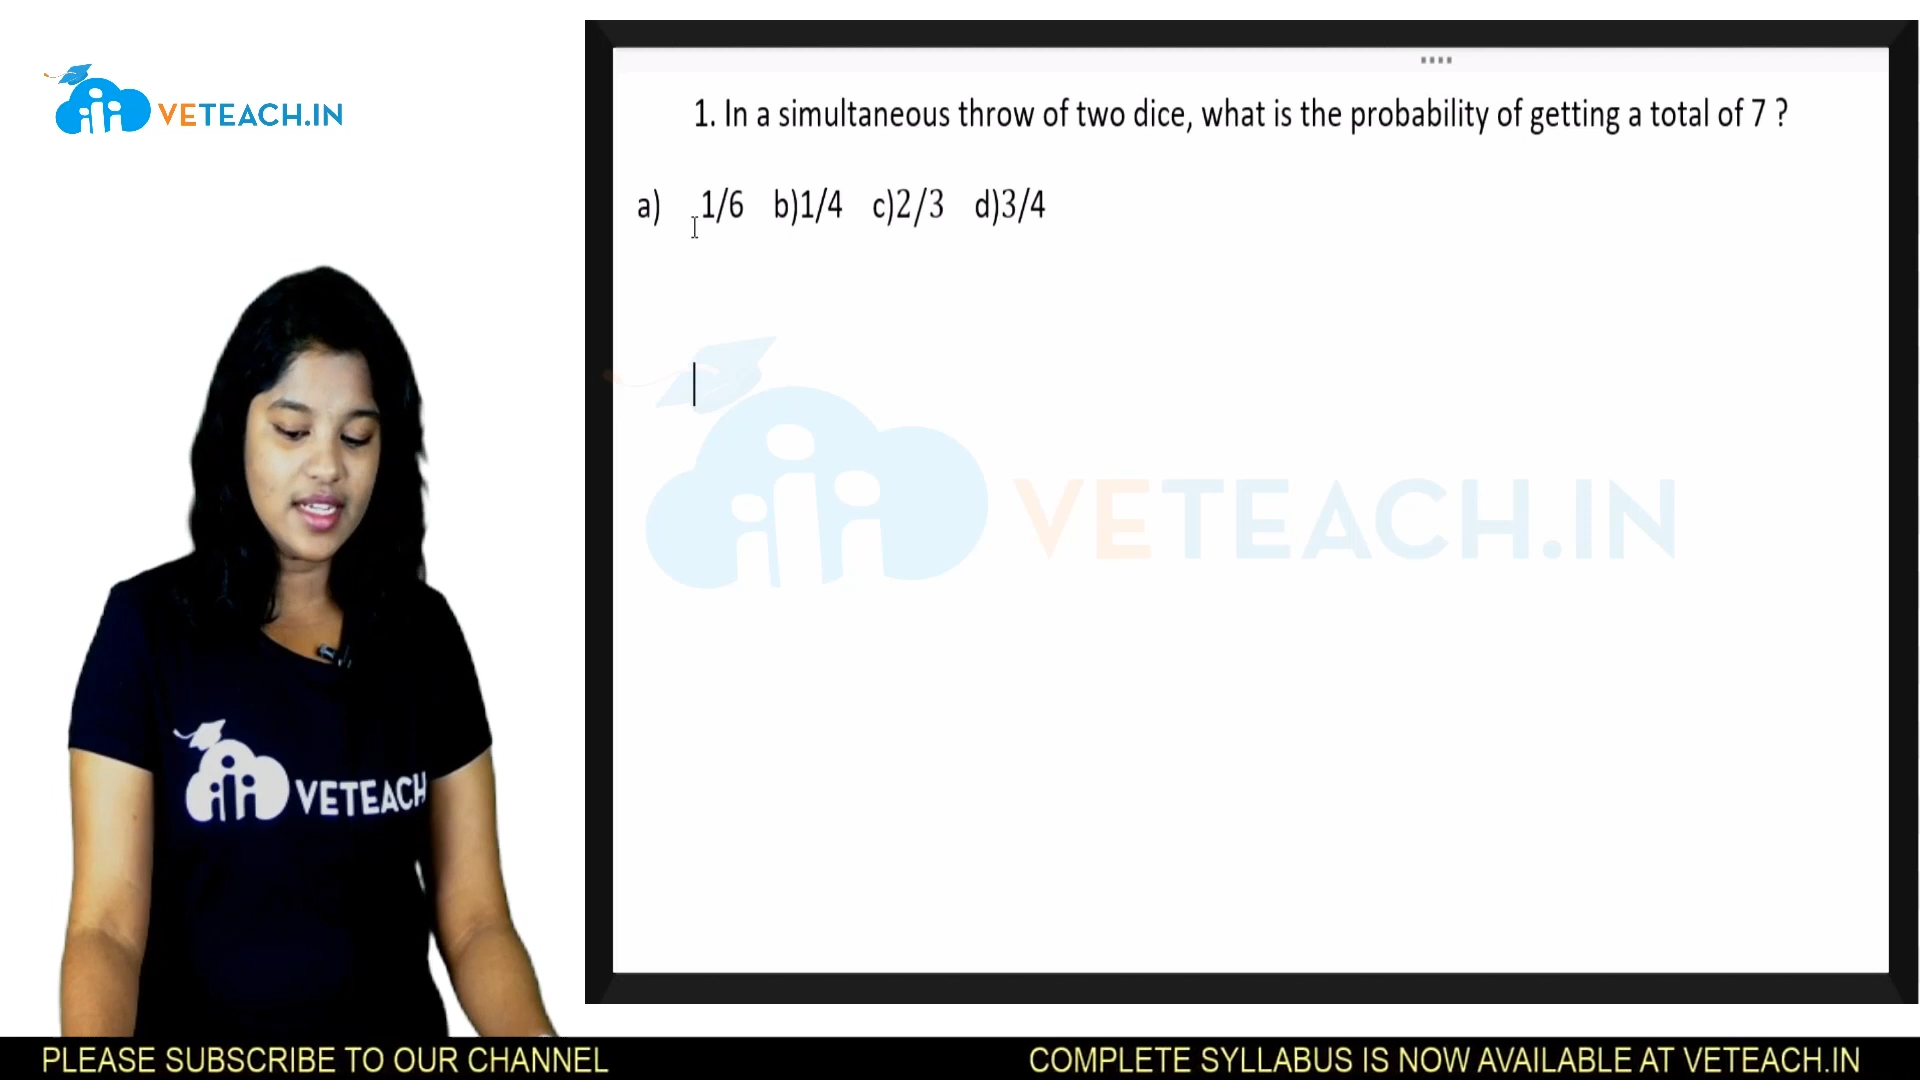 VETEACH.IN
1. In a simultaneous throw of two dice, what is the probability of getting a total of 7 ?
a) 1/6 b)1/4 c)2/3 d)3/4
VETEACH.IN
VETEACH
PLEASE SUBSCRIBE TO OUR CHANNEL
COMPLETE SYLLABUS IS NOW AVAILABLE AT VETEACH.IN